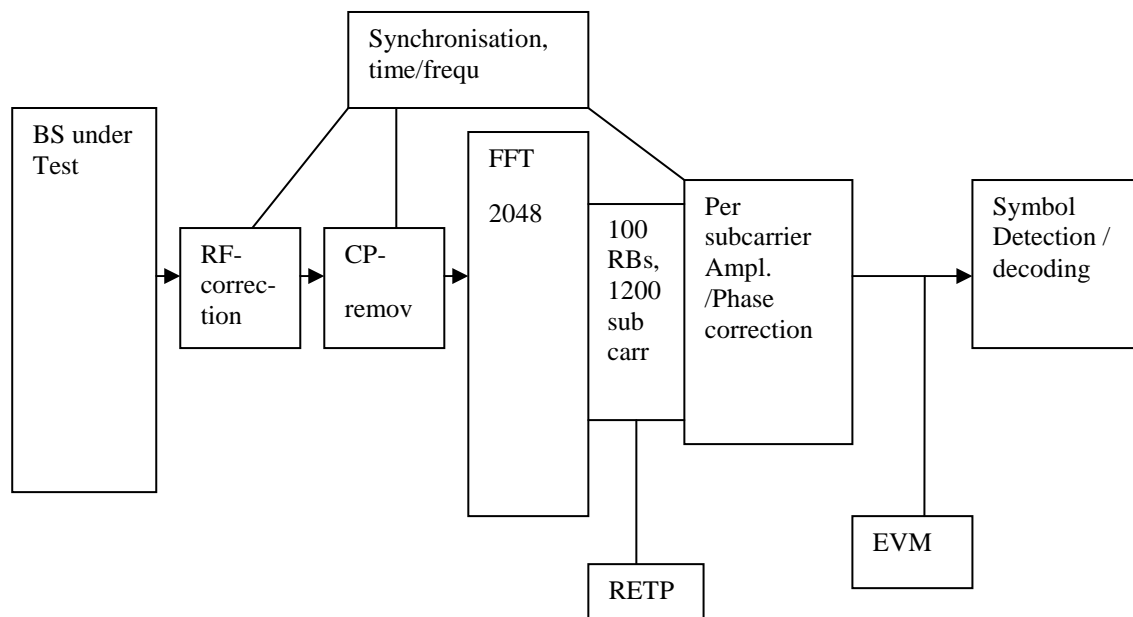 Synchronisation,
time/frequ
BS under
Test
FFT
2048
RF-
correc-
tion
CP-
remov
100
RBs,
1200
sub
carr
Per
subcarrier
Ampl.
/Phase
correction
Symbol
Detection /
decoding
EVM
RETP